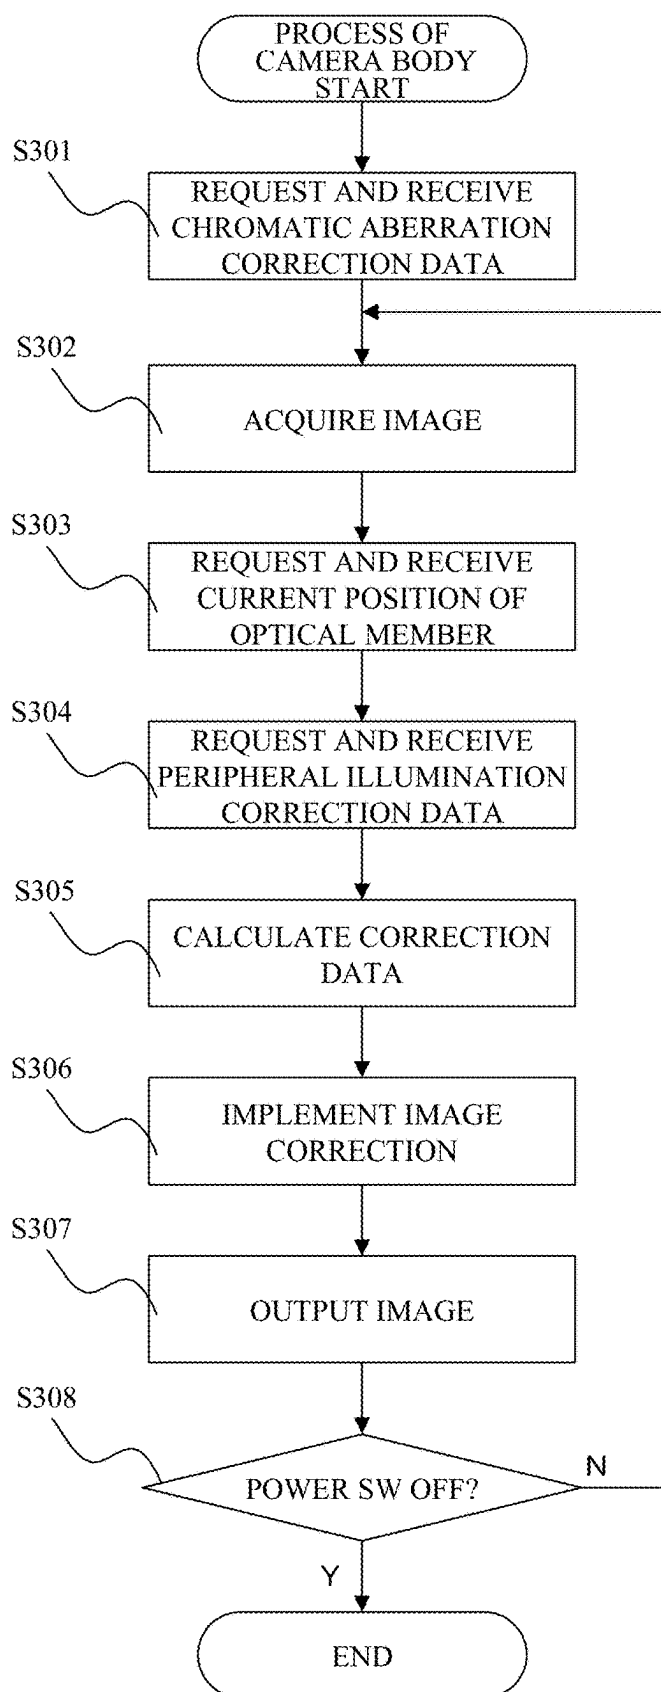 PROCESS OF
CAMERA BODY
START
S301
REQUEST AND RECEIVE
CHROMATIC ABERRATION
CORRECTION DATA
S302
ACQUIRE IMAGE
S303
REQUEST AND RECEIVE
CURRENT POSITION OF
OPTICAL MEMBER
S304
REQUEST AND RECEIVE
PERIPHERAL ILLUMINATION
CORRECTION DATA
S305
CALCULATE CORRECTION
DATA
S306
IMPLEMENT IMAGE
CORRECTION
S307
OUTPUT IMAGE
S308
POWER SW OFF?
N
Y
END